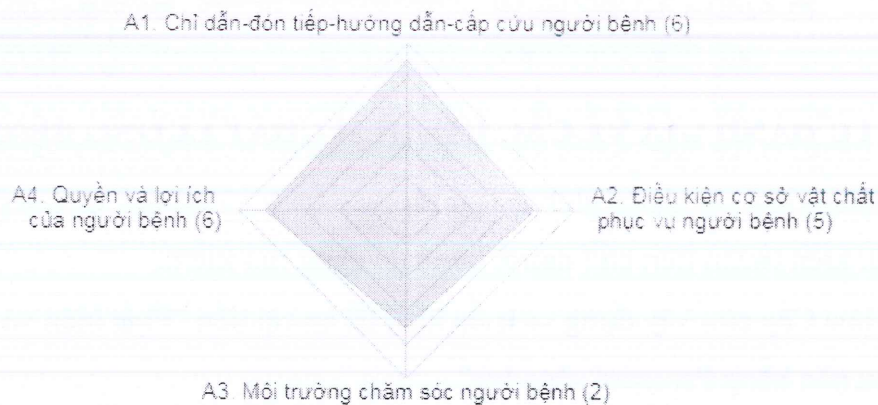 A1. Chỉ dẫn-đón tiếp-hướng dẫn-cấp cứu người bệnh (6)
A4. Quyền và lợi ích
của người bệnh (6)
A2. Điều kiện cơ sở vật chất
phục vụ người bệnh (5)
A3. Môi trường chăm sóc người bệnh (2)